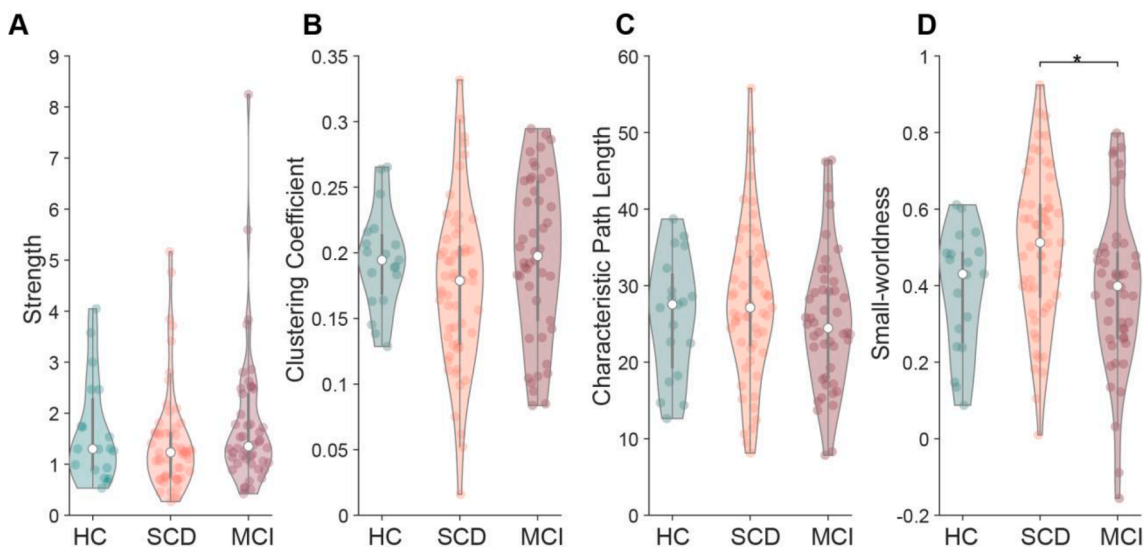 A
Strength
9
8
7
6
5
4
3
2
1
0
HC SCD MCI
B
Clustering Coefficient
0.35
0.3
0.25
0.2
0.15
0.1
0.05
0
HC SCD MCI
C
Characteristic Path Length
60
50
40
30
20
10
0
HC SCD MCI
D
Small-worldness
1
0.8
0.6
0.4
0.2
0
-0.2
*
HC SCD MCI